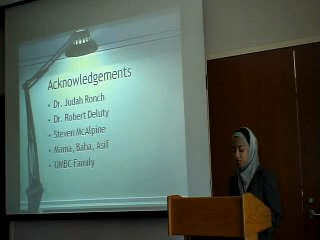 Acknowledgements
• Dr. Judah Ronch
• Dr. Robert Deluty
• Steven McAlpine
• Mama, Baba, Asif
• UMBC Family